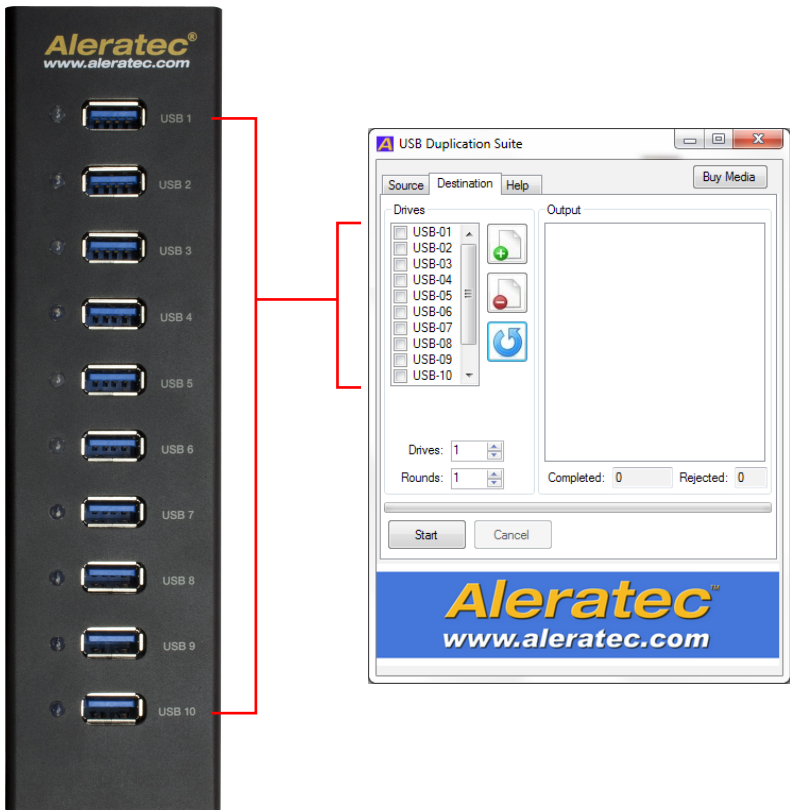 Aleratec®
www.aleratec.com
USB 1
USB 2
USB 3
USB 4
USB 5
USB 6
USB 7
USB 8
USB 9
USB 10
USB Duplication Suite
Buy Media
Source Destination Help
Drives
USB-01
USB-02
USB-03
USB-04
USB-05
USB-06
USB-07
USB-08
USB-09
USB-10
Output
Drives: 1
Rounds: 1
Completed: 0 Rejected: 0
Start Cancel
Aleratec™
www.aleratec.com